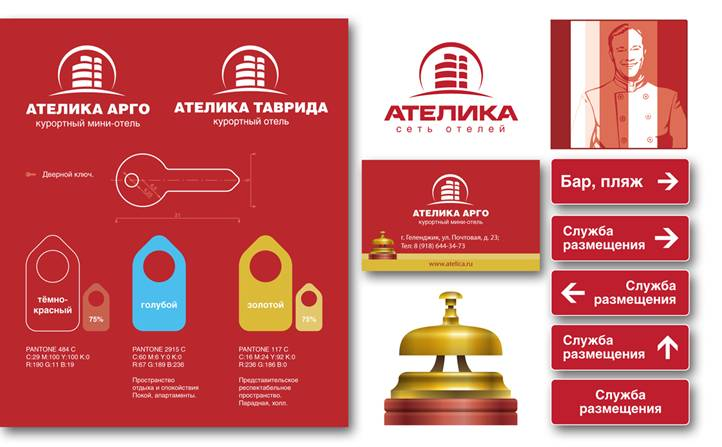 АТЕЛИКА АРГО
курортный мини-отель
АТЕЛИКА ТАВРИДА
курортный отель
Дверной ключ.
тёмно-
красный
75%
голубой
золотой
75%
PANTONE 484 C
C:29 M:100 Y:100 K:0
R:190 G:11 B:19
PANTONE 2915 C
C:60 M:6 Y:0 K:0
R:67 G:189 B:236
Пространство
отдыха и спокойствия
Покой, апартаменты.
PANTONE 117 C
C:16 M:24 Y:92 K:0
R:236 G:186 B:0
Представительское
респектабельное
пространство.
Парадная, холл.
АТЕЛИКА
сеть отелей
АТЕЛИКА АРГО
курортный мини-отель
г. Геленджик, ул. Почтовая, д. 23;
Тел: 8 (918) 644-34-73
www.atelica.ru
Бар, пляж
Служба
размещения
Служба
размещения
Служба
размещения
Служба
размещения